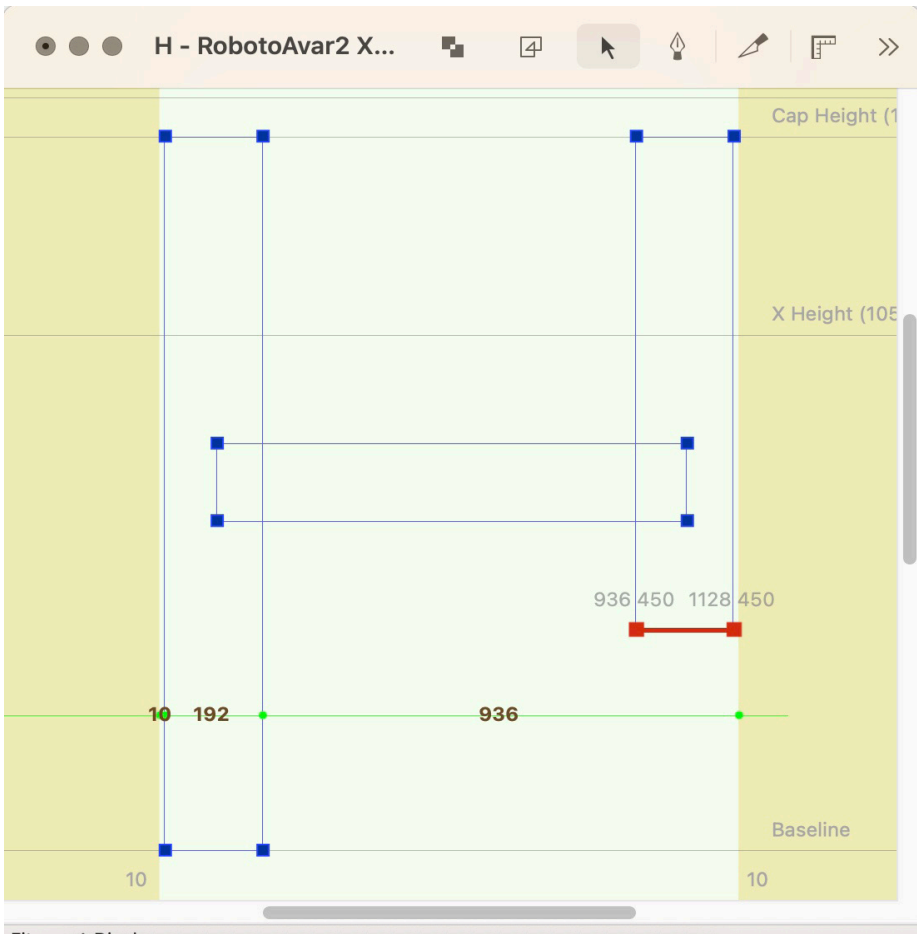 H - RobotoAvar2 X...
Cap Height (1
X Height (105
936 450 1128 450
10 192 936
Baseline
10 10